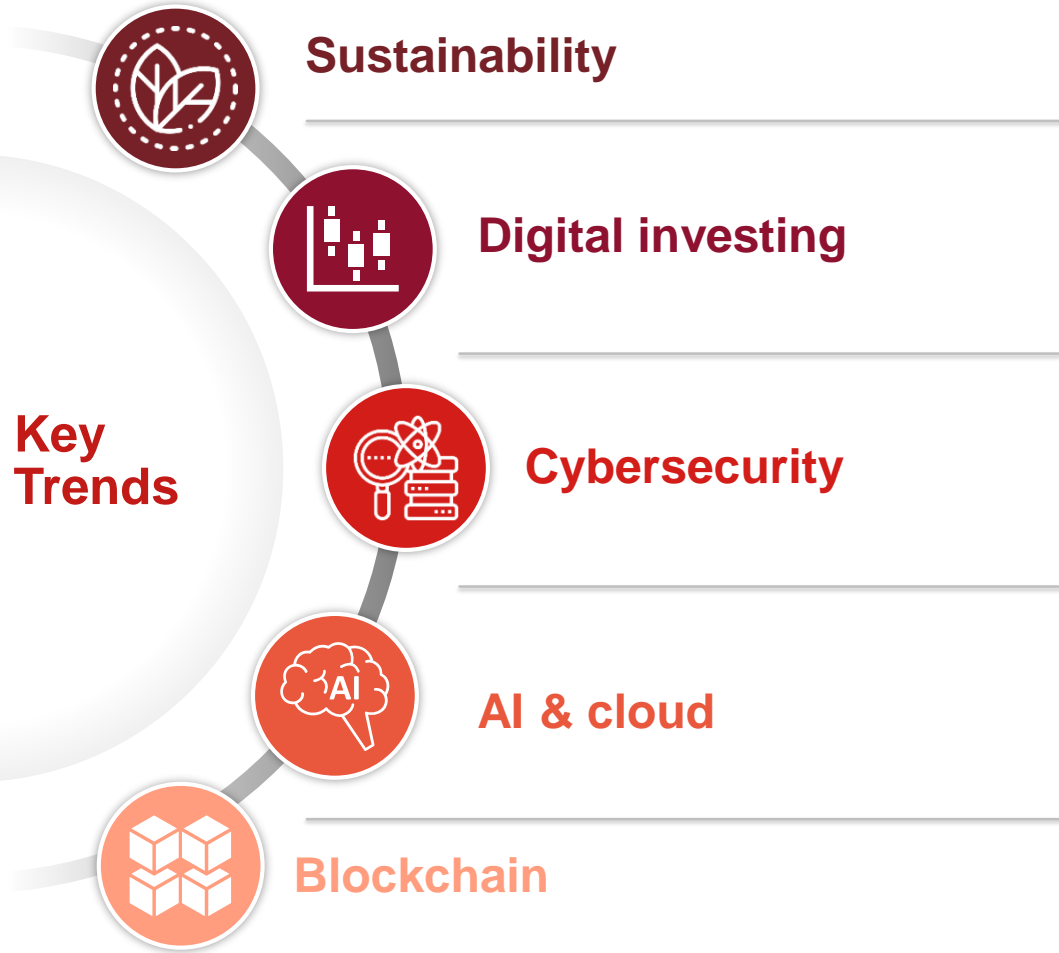 Sustainability
Digital investing
Key
Trends
Cybersecurity
AI
AI & cloud
Blockchain